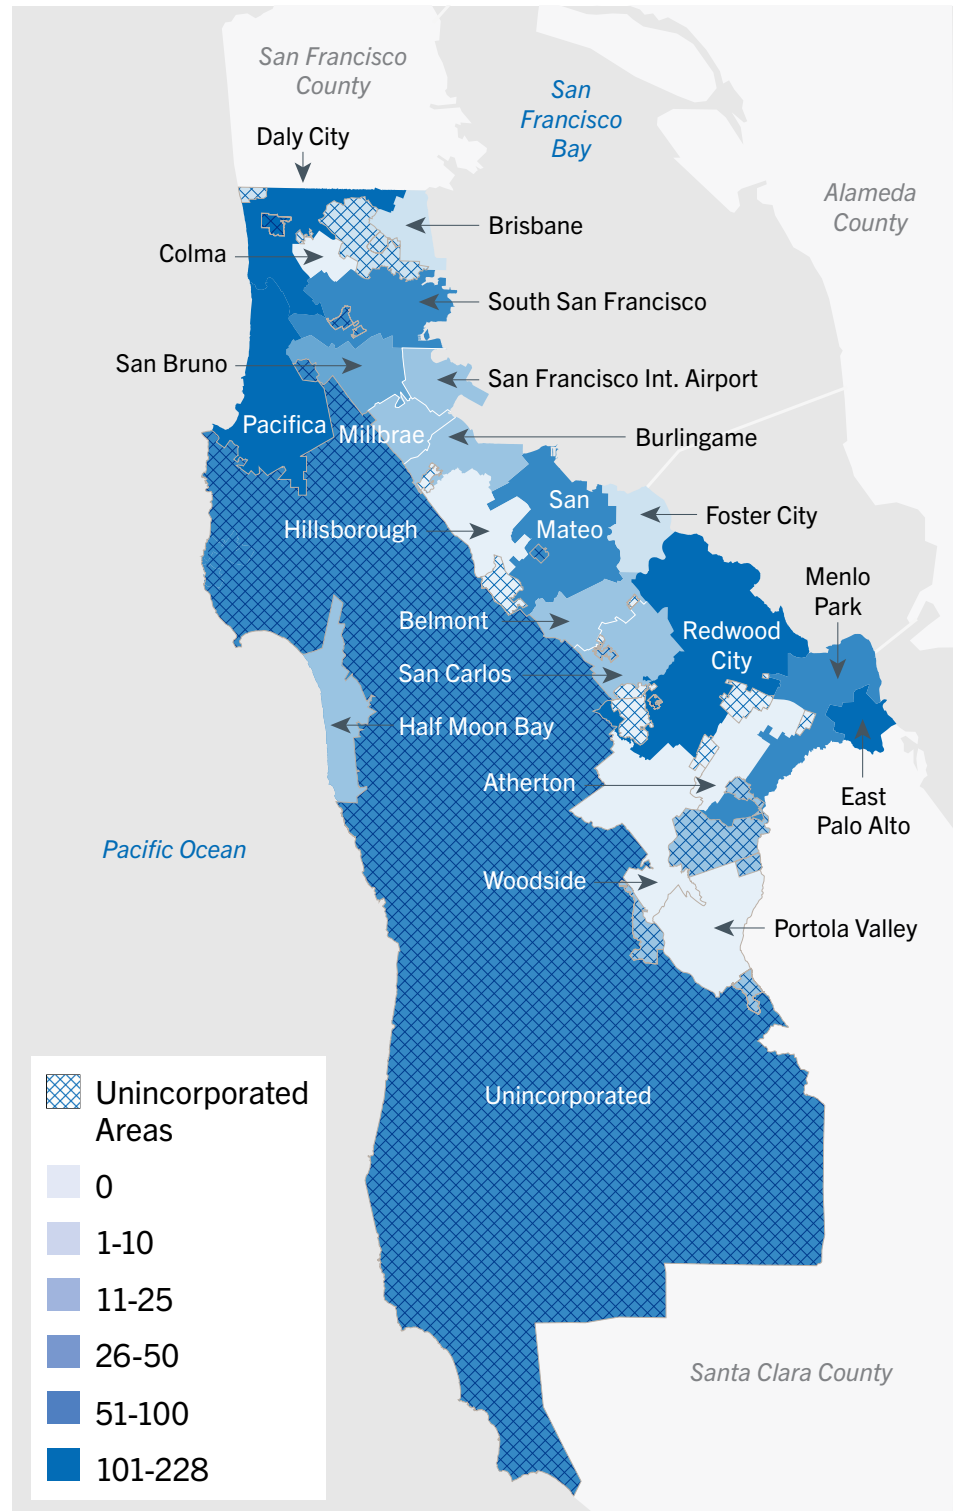 San Francisco
County
San
Francisco
Bay
Daly City
Alameda
County
Brisbane
Colma
South San Francisco
San Bruno
San Francisco Int. Airport
Pacifica
Millbrae
Burlingame
San
Mateo
Foster City
Hillsborough
Menlo
Park
Belmont
Redwood
City
San Carlos
Half Moon Bay
Atherton
East
Palo Alto
Pacific Ocean
Woodside
Portola Valley
Unincorporated
Unincorporated
Areas
0
1-10
11-25
26-50
51-100
101-228
Santa Clara County